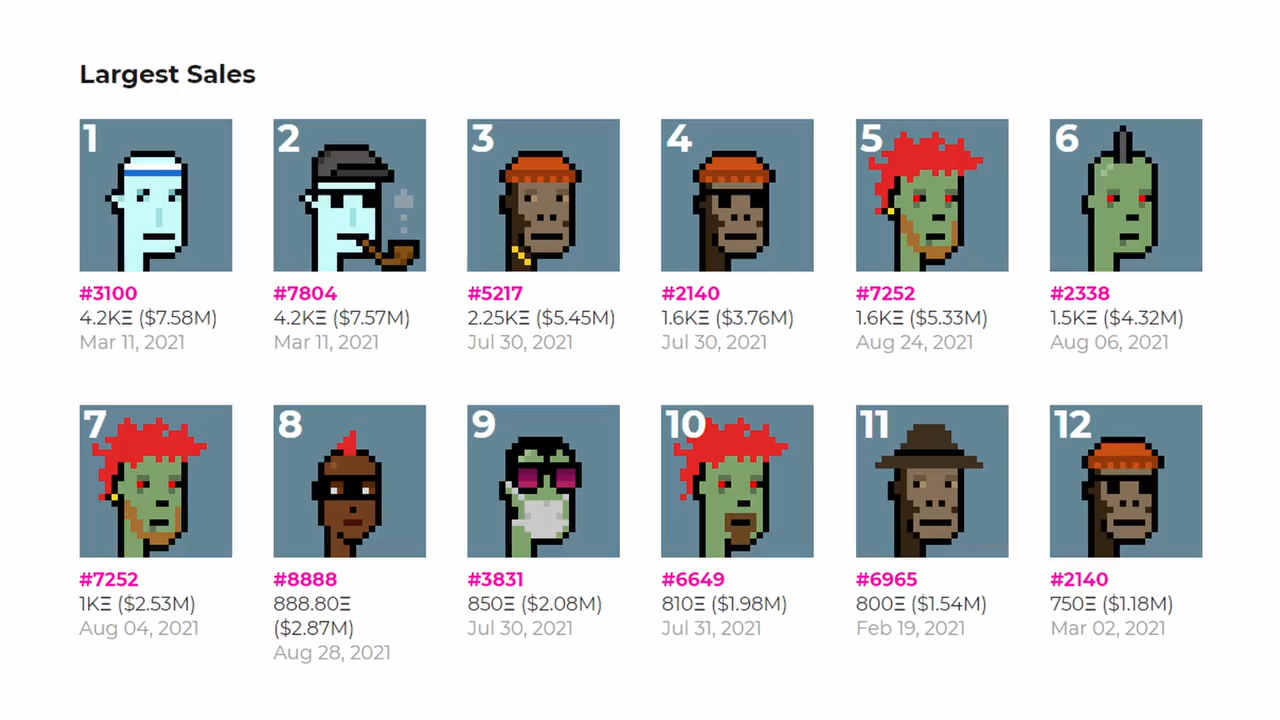 Largest Sales
1
#3100
4.2KΞ ($7.58M)
Mar 11, 2021
2
#7804
4.2KΞ ($7.57M)
Mar 11, 2021
3
#5217
2.25KΞ ($5.45M)
Jul 30, 2021
4
#2140
1.6KΞ ($3.76M)
Jul 30, 2021
5
#7252
1.6KΞ ($5.33M)
Aug 24, 2021
6
#2338
1.5KΞ ($4.32M)
Aug 06, 2021
7
#7252
1KΞ ($2.53M)
Aug 04, 2021
8
#8888
888.80Ξ
($2.87M)
Aug 28, 2021
9
#3831
850Ξ ($2.08M)
Jul 30, 2021
10
#6649
810Ξ ($1.98M)
Jul 31, 2021
11
#6965
800Ξ ($1.54M)
Feb 19, 2021
12
#2140
750Ξ ($1.18M)
Mar 02, 2021